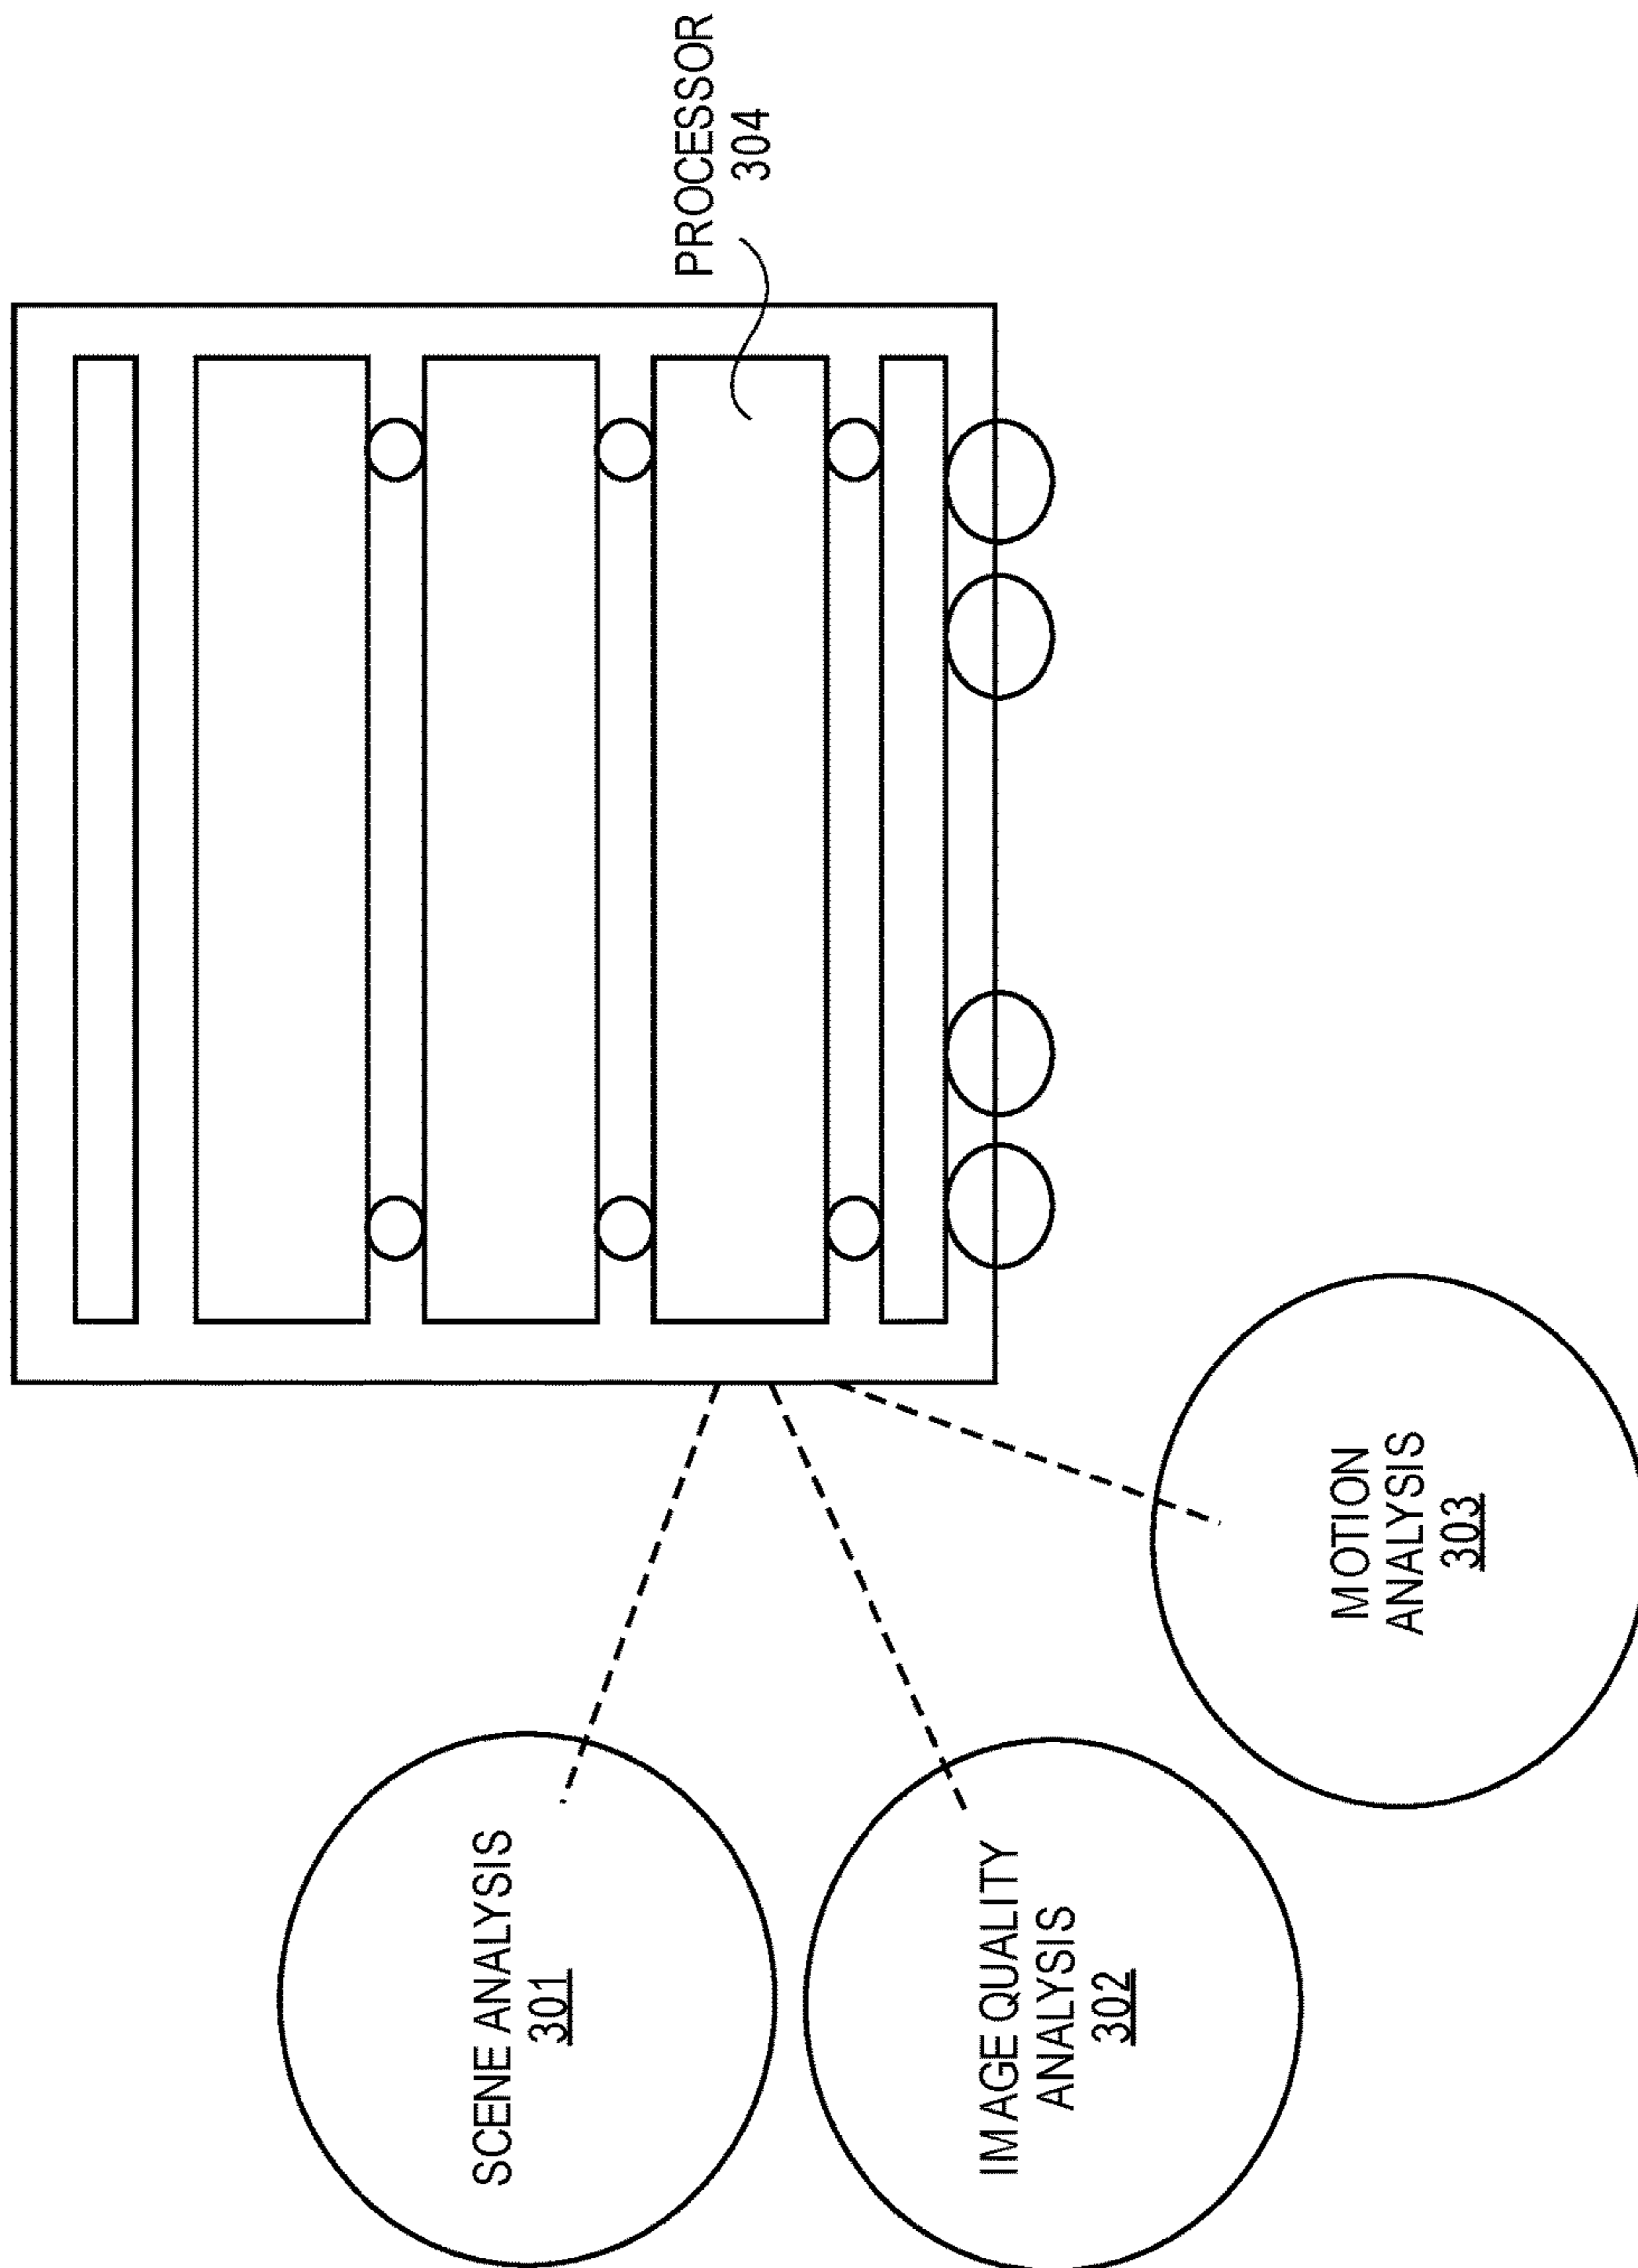 SCENE ANALYSIS
301
IMAGE QUALITY
ANALYSIS
302
MOTION
ANALYSIS
303
PROCESSOR
304